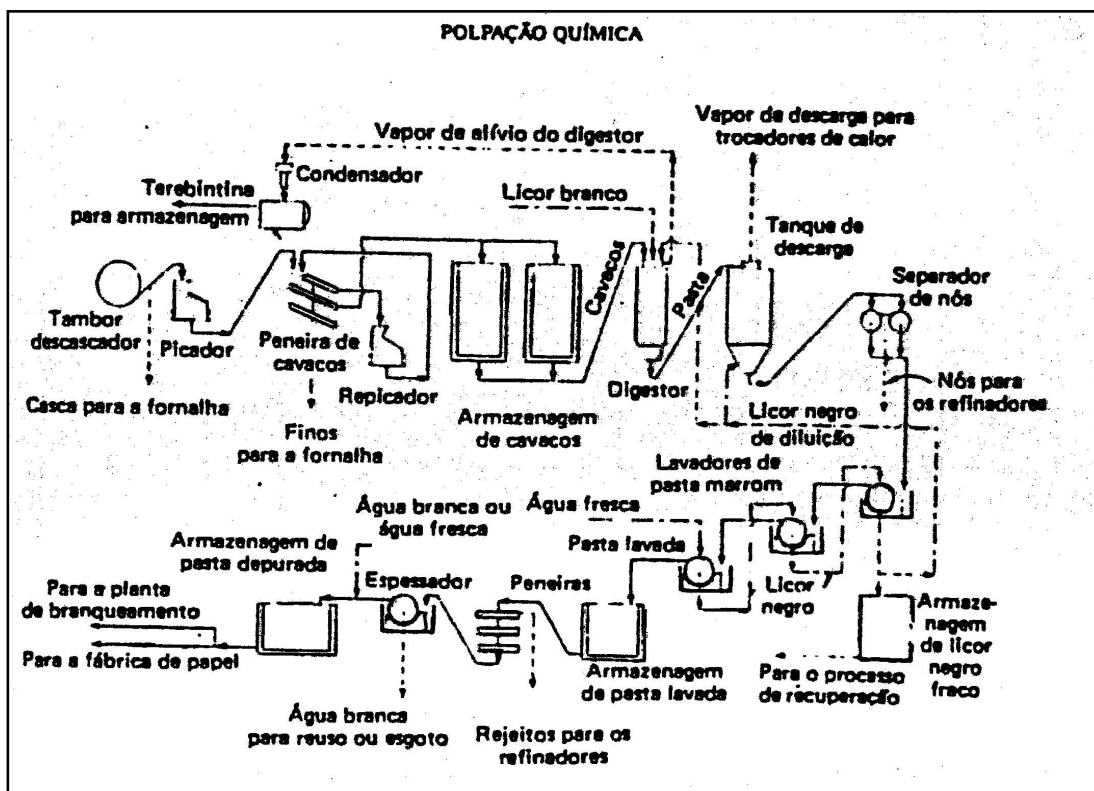 POLPAÇÃO QUÍMICA
Vapor de descarga para
trocadores de calor
Vapor de alívio do digestor
Condensador
Terebintina
para armazenagem
Licor branco
Tanque de
descarga
Cavacos
Pasta
Separador
de nós
Tambor
descascador
Picador
Peneira de
cavacos
Repicador
Digestor
Casca para a fornalha
Armazenagem
de cavacos
Licor negro
de diluição
Nós para
os refinadores
Finos
para a fornalha
Lavadores de
pasta marrom
Água branca ou
água fresca
Água fresca
Armazenagem de
pasta depurada
Pasta lavada
Espessador
Peneiras
Para a planta
de branqueamento
Licor
negro
Armaze-
nagem
de licor
negro
fraco
Para a fábrica de papel
Armazenagem
de pasta lavada
Para o processo
de recuperação
Água branca
para reuso ou esgoto
Rejeitos para os
refinadores